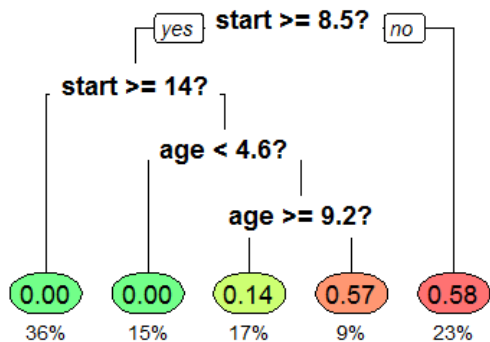 start >= 8.5?
yes no
start >= 14?
age < 4.6?
age >= 9.2?
0.00 0.00 0.14 0.57 0.58
36% 15% 17% 9% 23%